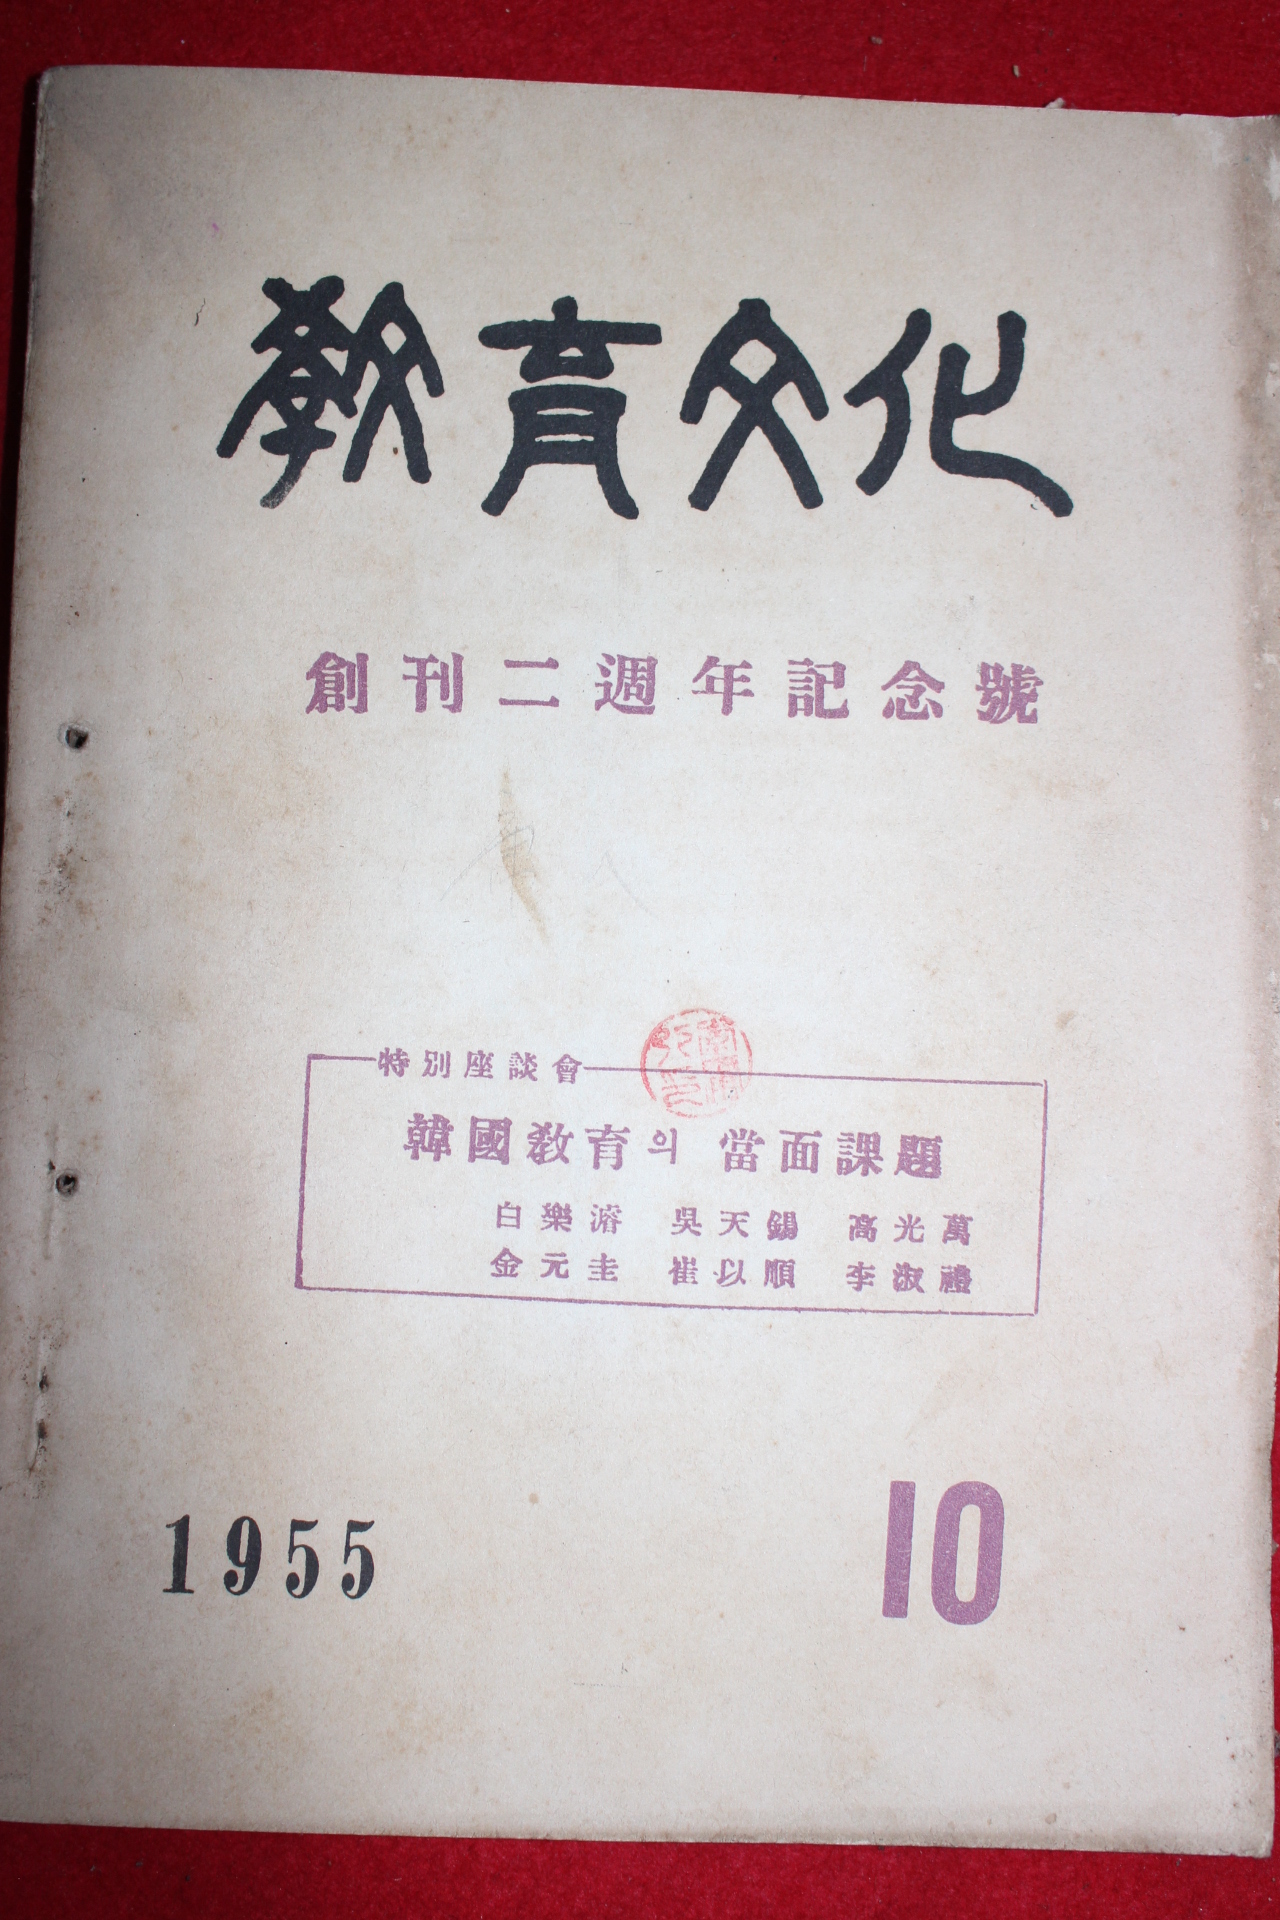 教育文化
創刊二週年記念號
特別座談會
韓國敎育의 當面課題
白樂濬 吳天錫 高光萬
金元圭 崔以順 李淑禮
1955
10